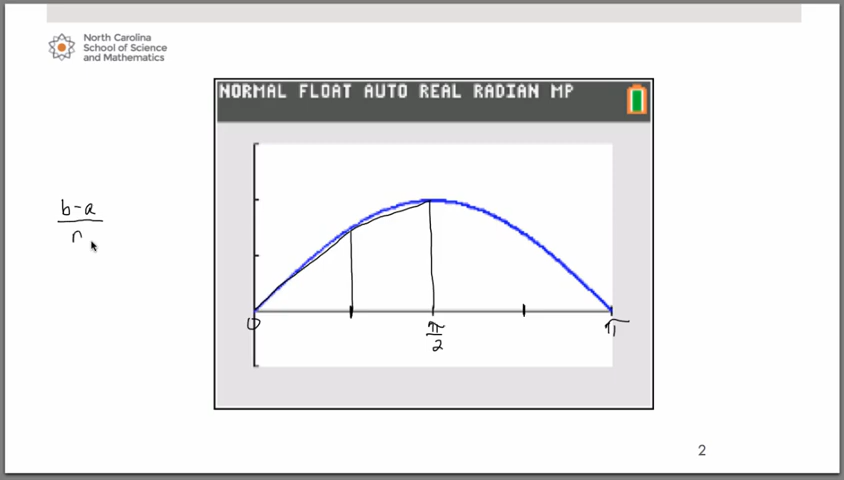 North Carolina
School of Science
and Mathematics
NORMAL FLOAT AUTO REAL RADIAN MP
b-a
n
0
π
2
π
2